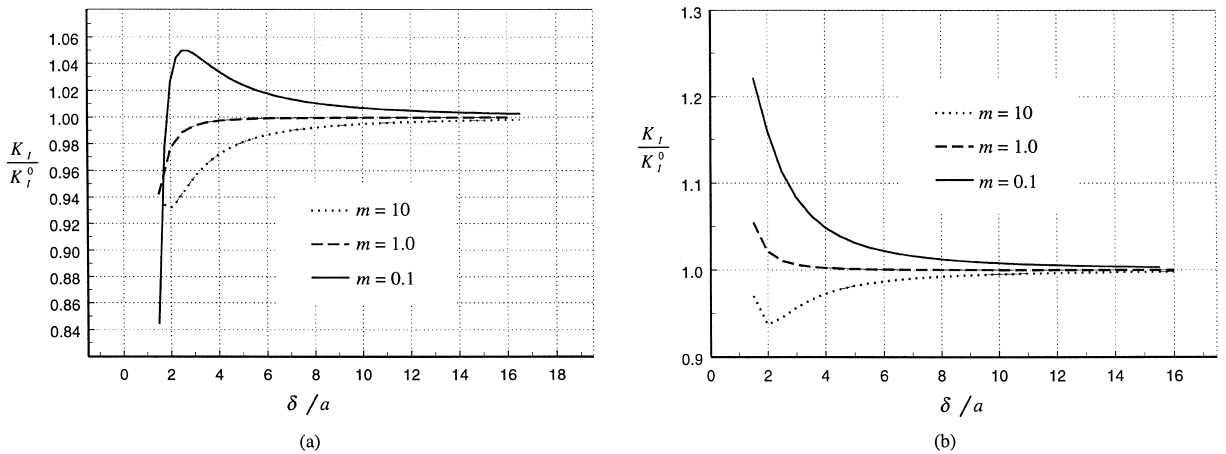 1.06
1.04
1.02
1.00
0.98
0.96
0.94
0.92
0.90
0.88
0.86
0.84
K_I
K_I^0
m = 10
m = 1.0
m = 0.1
0 2 4 6 8 10 12 14 16 18
δ /a
(a)
1.3
1.2
1.1
1.0
0.9
K_I
K_I^0
m = 10
m = 1.0
m = 0.1
0 2 4 6 8 10 12 14 16
δ /a
(b)